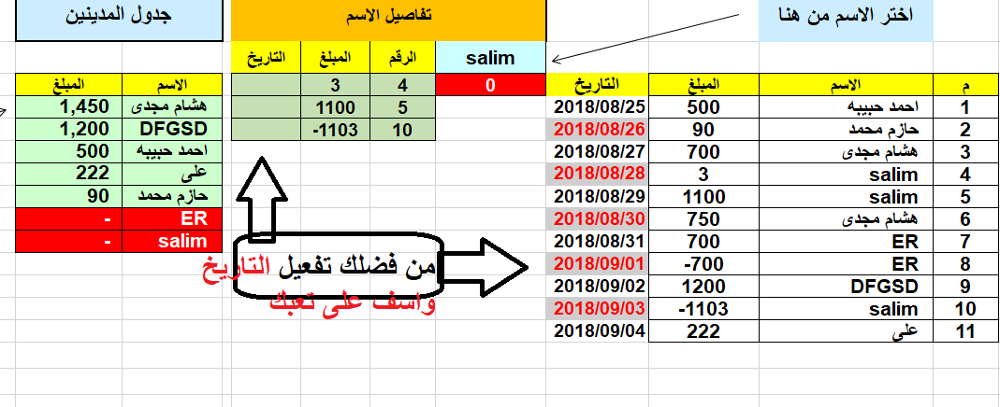 اختر الاسم من هنا
تفاصيل الاسم
جدول المدينين
salim
الرقم
المبلغ
التاريخ
0
4 3
5 1100
10 -1103
م الاسم المبلغ التاريخ
1 احمد حبيبه 500 2018/08/25
2 حازم محمد 90 2018/08/26
3 هشام مجدى 700 2018/08/27
4 salim 3 2018/08/28
5 salim 1100 2018/08/29
6 هشام مجدى 750 2018/08/30
7 ER 700 2018/08/31
8 ER -700 2018/09/01
9 DFGSD 1200 2018/09/02
10 salim -1103 2018/09/03
11 على 222 2018/09/04
الاسم المبلغ
هشام مجدى 1,450
DFGSD 1,200
احمد حبيبه 500
على 222
حازم محمد 90
ER -
salim -
من فضلك تفعيل التاريخ
واسف على تعبك